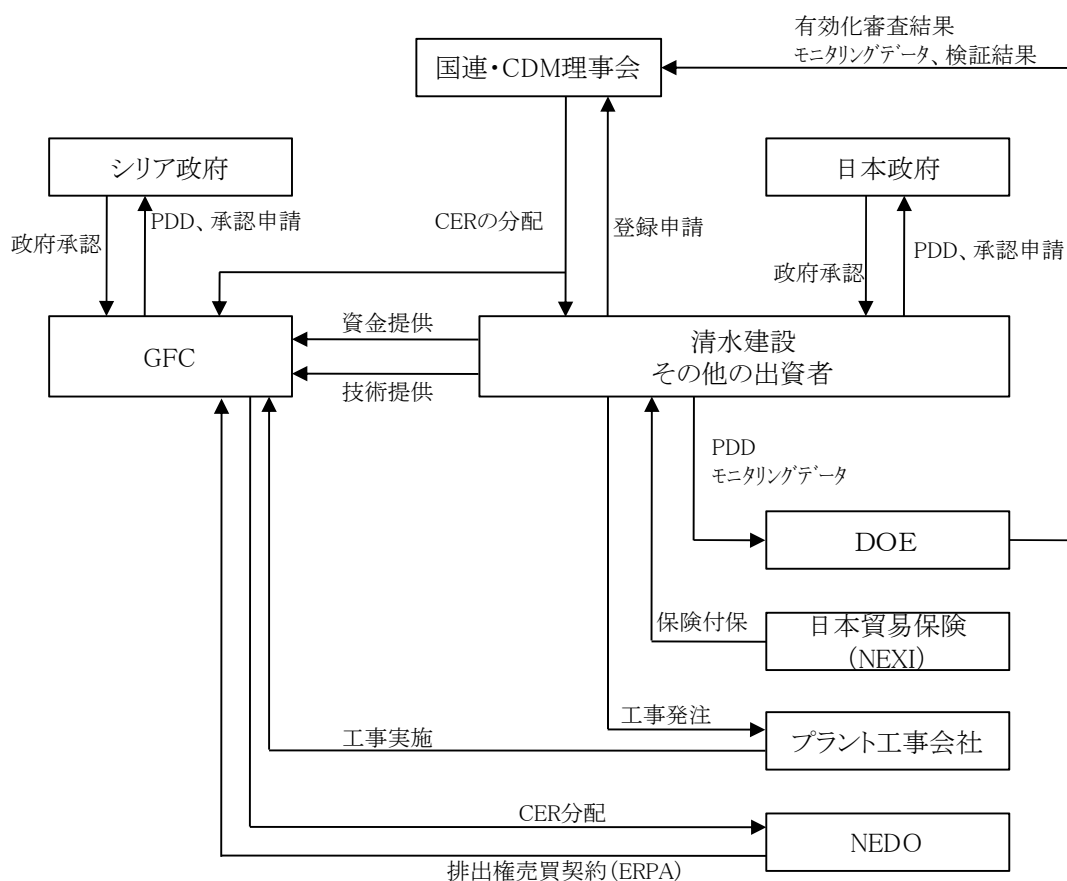 有効化審査結果
モニタリングデータ、検証結果
国連・CDM理事会
シリア政府
日本政府
CERの分配
登録申請
政府承認
PDD、承認申請
政府承認
PDD、承認申請
GFC
資金提供
技術提供
清水建設
その他の出資者
PDD
モニタリングデータ
DOE
保険付保
日本貿易保険
(NEXI)
工事発注
工事実施
プラント工事会社
CER分配
NEDO
排出権売買契約(ERPA)